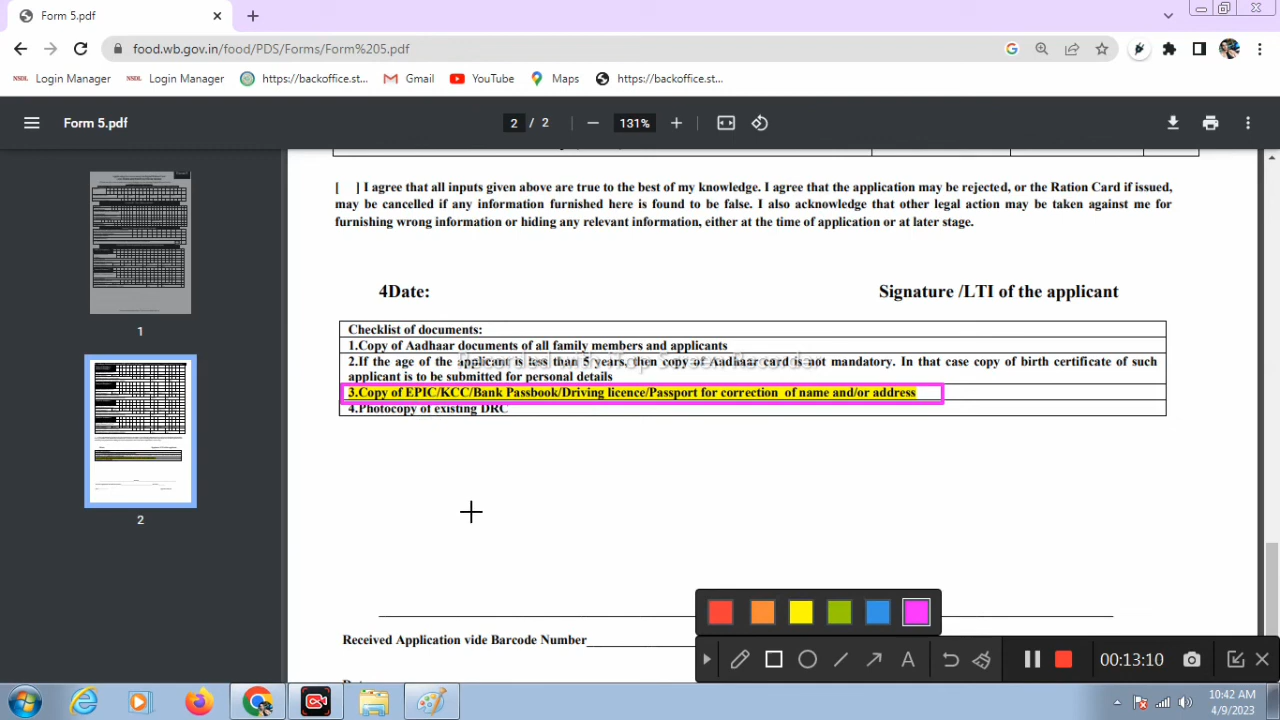 Form 5.pdf
food.wb.gov.in/food/PDS/Forms/Form%205.pdf
NSDL Login Manager NSDL Login Manager https://backoffice.st... Gmail YouTube Maps https://backoffice.st...
Form 5.pdf 2 / 2 131%
[ ] I agree that all inputs given above are true to the best of my knowledge. I agree that the application may be rejected, or the Ration Card if issued,
may be cancelled if any information furnished here is found to be false. I also acknowledge that other legal action may be taken against me for
furnishing wrong information or hiding any relevant information, either at the time of application or at later stage.
4Date: Signature /LTI of the applicant
Checklist of documents:
1.Copy of Aadhaar documents of all family members and applicants
2.If the age of the applicant is less than 5 years, then copy of Aadhaar card is not mandatory. In that case copy of birth certificate of such
applicant is to be submitted for personal details
3.Copy of EPIC/KCC/Bank Passbook/Driving licence/Passport for correction of name and/or address
4.Photocopy of existing DRC
1
2
Received Application vide Barcode Number
A 00:13:10
10:42 AM
4/9/2023